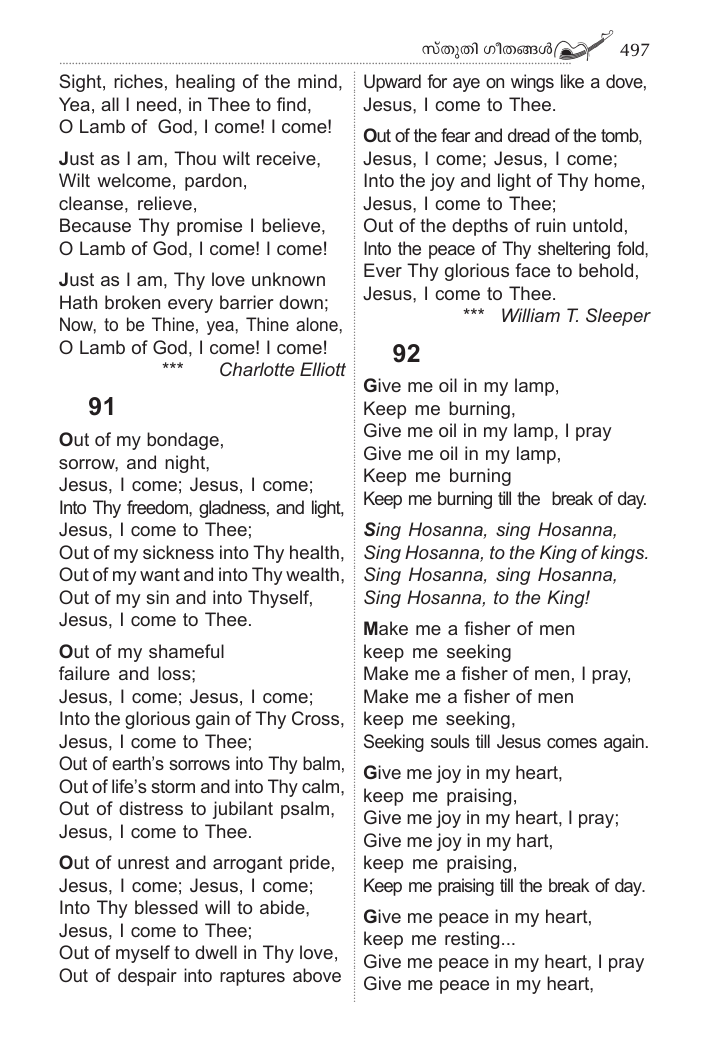 സ്തുതി ഗീതങ്ങൾ 497
Sight, riches, healing of the mind,
Yea, all I need, in Thee to find,
O Lamb of God, I come! I come!
Just as I am, Thou wilt receive,
Wilt welcome, pardon,
cleanse, relieve,
Because Thy promise I believe,
O Lamb of God, I come! I come!
Just as I am, Thy love unknown
Hath broken every barrier down;
Now, to be Thine, yea, Thine alone,
O Lamb of God, I come! I come!
*** Charlotte Elliott
91
Out of my bondage,
sorrow, and night,
Jesus, I come; Jesus, I come;
Into Thy freedom, gladness, and light,
Jesus, I come to Thee;
Out of my sickness into Thy health,
Out of my want and into Thy wealth,
Out of my sin and into Thyself,
Jesus, I come to Thee.
Out of my shameful
failure and loss;
Jesus, I come; Jesus, I come;
Into the glorious gain of Thy Cross,
Jesus, I come to Thee;
Out of earth's sorrows into Thy balm,
Out of life's storm and into Thy calm,
Out of distress to jubilant psalm,
Jesus, I come to Thee.
Out of unrest and arrogant pride,
Jesus, I come; Jesus, I come;
Into Thy blessed will to abide,
Jesus, I come to Thee;
Out of myself to dwell in Thy love,
Out of despair into raptures above
Upward for aye on wings like a dove,
Jesus, I come to Thee.
Out of the fear and dread of the tomb,
Jesus, I come; Jesus, I come;
Into the joy and light of Thy home,
Jesus, I come to Thee;
Out of the depths of ruin untold,
Into the peace of Thy sheltering fold,
Ever Thy glorious face to behold,
Jesus, I come to Thee.
*** William T. Sleeper
92
Give me oil in my lamp,
Keep me burning,
Give me oil in my lamp, I pray
Give me oil in my lamp,
Keep me burning
Keep me burning till the break of day.
Sing Hosanna, sing Hosanna,
Sing Hosanna, to the King of kings.
Sing Hosanna, sing Hosanna,
Sing Hosanna, to the King!
Make me a fisher of men
keep me seeking
Make me a fisher of men, I pray,
Make me a fisher of men
keep me seeking,
Seeking souls till Jesus comes again.
Give me joy in my heart,
keep me praising,
Give me joy in my heart, I pray;
Give me joy in my hart,
keep me praising,
Keep me praising till the break of day.
Give me peace in my heart,
keep me resting...
Give me peace in my heart, I pray
Give me peace in my heart,